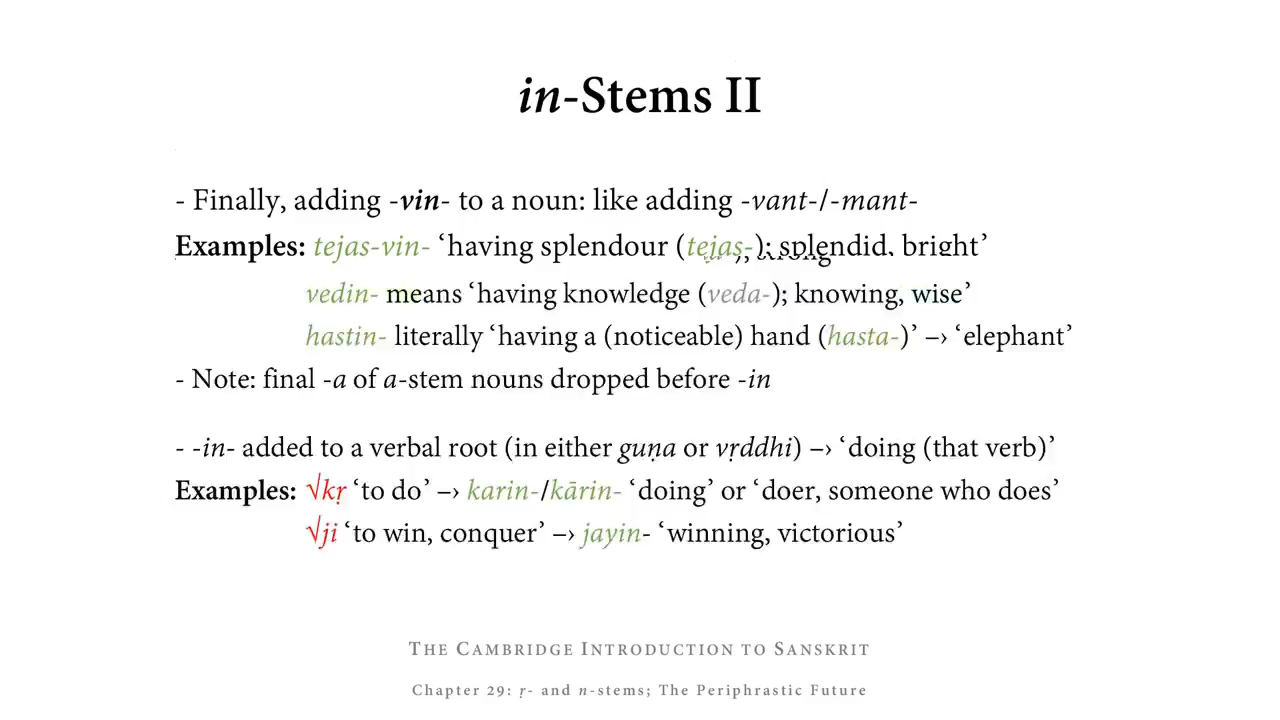 in-Stems II
- Finally, adding -vin- to a noun: like adding -vant-/-mant-
Examples: tejas-vin- ‘having splendour (tejas-); splendid, bright’
vedin- means ‘having knowledge (veda-); knowing, wise’
hastin- literally ‘having a (noticeable) hand (hasta-)’ –› ‘elephant’
- Note: final -a of a-stem nouns dropped before -in
- -in- added to a verbal root (in either guṇa or vṛddhi) –› ‘doing (that verb)’
Examples: √kṛ ‘to do’ –› karin-/kārin- ‘doing’ or ‘doer, someone who does’
√ji ‘to win, conquer’ –› jayin- ‘winning, victorious’
The Cambridge Introduction to Sanskrit
Chapter 29: ṛ- and n-stems; The Periphrastic Future